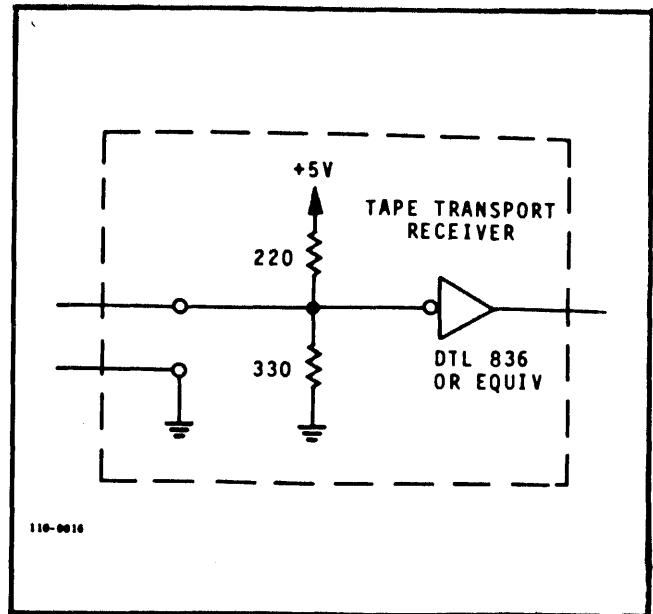 +5V
TAPE TRANSPORT
RECEIVER
220
330
DTL 836
OR EQUIV
110-0016